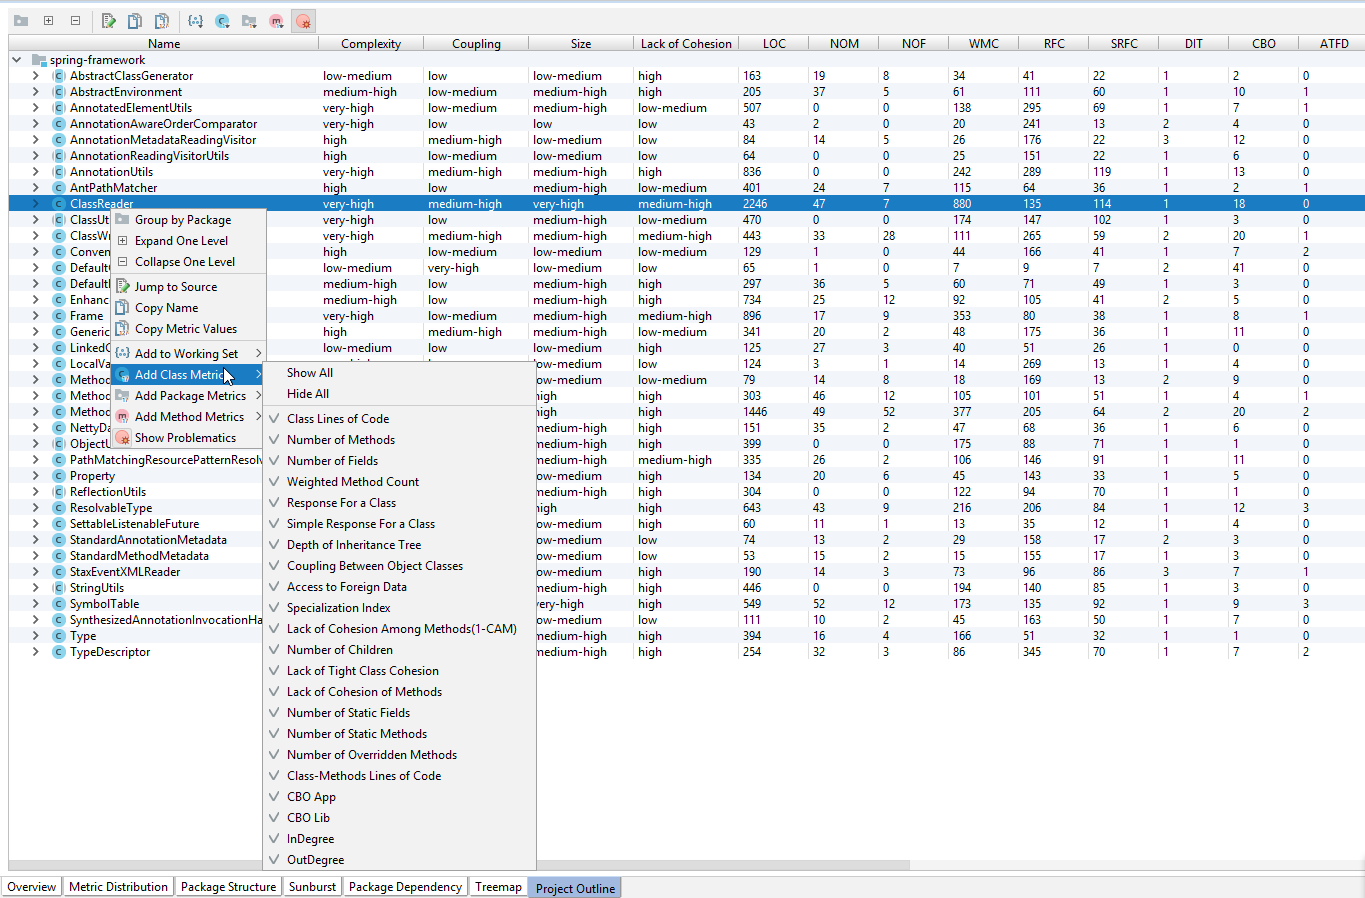 Name Complexity Coupling Size Lack of Cohesion LOC NOM NOF WMC RFC SRFC DIT CBO ATFD
spring-framework
AbstractClassGenerator low-medium low low-medium high 163 19 8 34 41 22 1 2 0
AbstractEnvironment medium-high low-medium medium-high high 205 37 5 61 111 60 1 10 1
AnnotatedElementUtils very-high low-medium medium-high low-medium 507 0 0 138 295 69 1 7 1
AnnotationAwareOrderComparator very-high low low low 43 2 0 20 241 13 2 4 0
AnnotationMetadataReadingVisitor high medium-high low-medium low 84 14 5 26 176 22 3 12 0
AnnotationReadingVisitorUtils high low-medium low-medium low 64 0 0 25 151 22 1 6 0
AnnotationUtils very-high medium-high medium-high high 836 0 0 242 289 119 1 13 0
AntPathMatcher high low medium-high low-medium 401 24 7 115 64 36 1 2 1
ClassReader very-high medium-high very-high medium-high 2246 47 7 880 135 114 1 18 0
ClassUt very-high low medium-high high 470 0 0 174 147 102 1 3 0
ClassWr very-high medium-high medium-high medium-high 443 33 28 111 265 59 2 20 1
Conven high low-medium low-medium low-medium 129 1 0 44 166 41 1 7 2
Default low-medium very-high low-medium low 65 1 0 7 9 7 2 41 0
Default medium-high low medium-high high 297 36 5 60 71 49 1 3 0
Enhanc medium-high low medium-high high 734 25 12 92 105 41 2 5 0
Frame very-high low-medium medium-high medium-high 896 17 9 353 80 38 1 8 1
Generic high medium-high medium-high low-medium 341 20 2 48 175 36 1 11 0
LinkedC low-medium low low-medium high 125 27 3 40 51 26 1 0 0
LocalVa low-medium low 124 3 1 14 269 13 1 4 0
Method low-medium low-medium 79 14 8 18 169 13 2 9 0
Method high high 303 46 12 105 101 51 1 4 1
Method high high 1446 49 52 377 205 64 2 20 2
NettyDa medium-high high 151 35 2 47 68 36 1 6 0
ObjectU medium-high high 399 0 0 175 88 71 1 1 0
PathMatchingResourcePatternResolv medium-high medium-high 335 26 2 106 146 91 1 11 0
Property low-medium high 134 20 6 45 143 33 1 5 0
ReflectionUtils medium-high high 304 0 0 122 94 70 1 1 0
ResolvableType high high 643 43 9 216 206 84 1 12 3
SettableListenableFuture low-medium high 60 11 1 13 35 12 1 4 0
StandardAnnotationMetadata low-medium low 74 13 2 29 158 17 2 3 0
StandardMethodMetadata low-medium low 53 15 2 15 155 17 1 3 0
StaxEventXMLReader low-medium high 190 14 3 73 96 86 3 7 1
StringUtils medium-high high 446 0 0 194 140 85 1 3 0
SymbolTable very-high high 549 52 12 173 135 92 1 9 3
SynthesizedAnnotationInvocationHa low-medium low 111 10 2 45 163 50 1 7 0
Type medium-high high 394 16 4 166 51 32 1 1 0
TypeDescriptor medium-high high 254 32 3 86 345 70 1 7 2
Group by Package
Expand One Level
Collapse One Level
Jump to Source
Copy Name
Copy Metric Values
Add to Working Set
Add Class Metric
Add Package Metrics
Add Method Metrics
Show Problematics
Show All
Hide All
Class Lines of Code
Number of Methods
Number of Fields
Weighted Method Count
Response For a Class
Simple Response For a Class
Depth of Inheritance Tree
Coupling Between Object Classes
Access to Foreign Data
Specialization Index
Lack of Cohesion Among Methods(1-CAM)
Number of Children
Lack of Tight Class Cohesion
Lack of Cohesion of Methods
Number of Static Fields
Number of Static Methods
Number of Overridden Methods
Class-Methods Lines of Code
CBO App
CBO Lib
InDegree
OutDegree
Overview Metric Distribution Package Structure Sunburst Package Dependency Treemap Project Outline